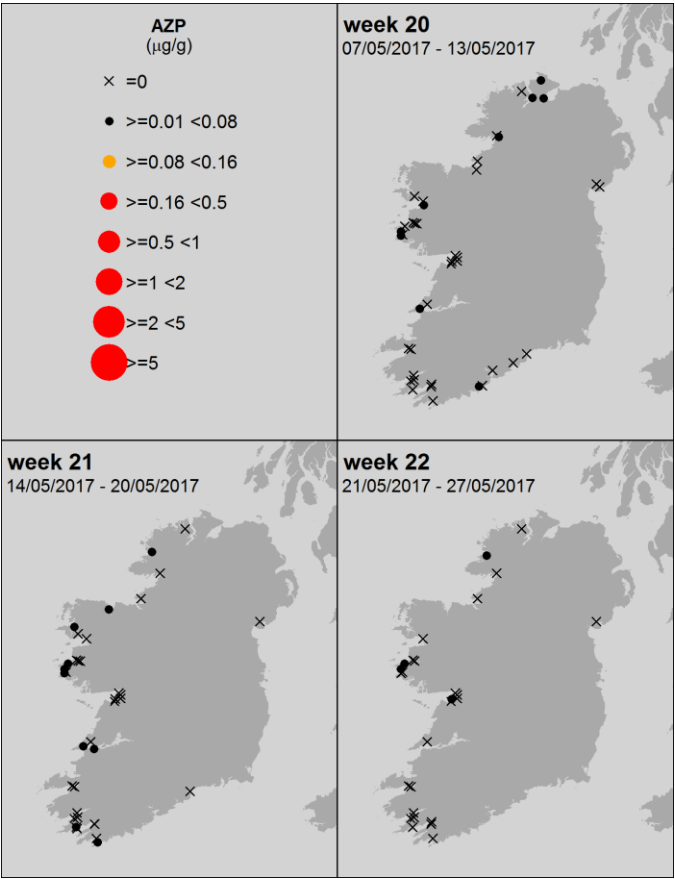 AZP
(µg/g)
=0
>=0.01 <0.08
>=0.08 <0.16
>=0.16 <0.5
>=0.5 <1
>=1 <2
>=2 <5
>=5
week 20
07/05/2017 - 13/05/2017
week 21
14/05/2017 - 20/05/2017
week 22
21/05/2017 - 27/05/2017